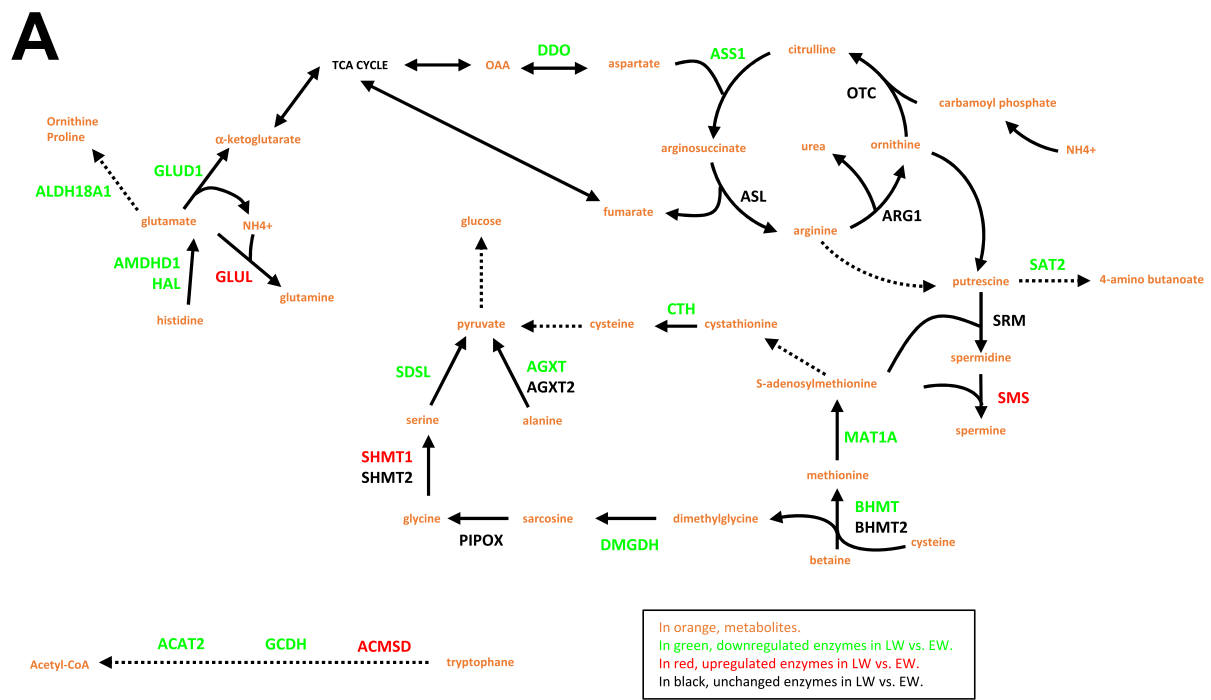 A
TCA CYCLE
OAA
DDO
aspartate
ASS1
citrulline
OTC
carbamoyl phosphate
NH4+
Ornithine
Proline
α-ketoglutarate
GLUD1
ALDH18A1
glutamate
NH4+
AMDHD1
HAL
GLUL
glutamine
histidine
arginosuccinate
urea
ornithine
ASL
ARG1
fumarate
arginine
glucose
putrescine
SAT2
4-amino butanoate
SRM
spermidine
SMS
spermine
pyruvate
cysteine
CTH
cystathionine
S-adenosylmethionine
SDSL
AGXT
AGXT2
serine
alanine
MAT1A
methionine
SHMT1
SHMT2
BHMT
BHMT2
glycine
PIPOX
sarcosine
DMGDH
dimethylglycine
cysteine
betaine
Acetyl-CoA
ACAT2
GCDH
ACMSD
tryptophane
In orange, metabolites.
In green, downregulated enzymes in LW vs. EW.
In red, upregulated enzymes in LW vs. EW.
In black, unchanged enzymes in LW vs. EW.